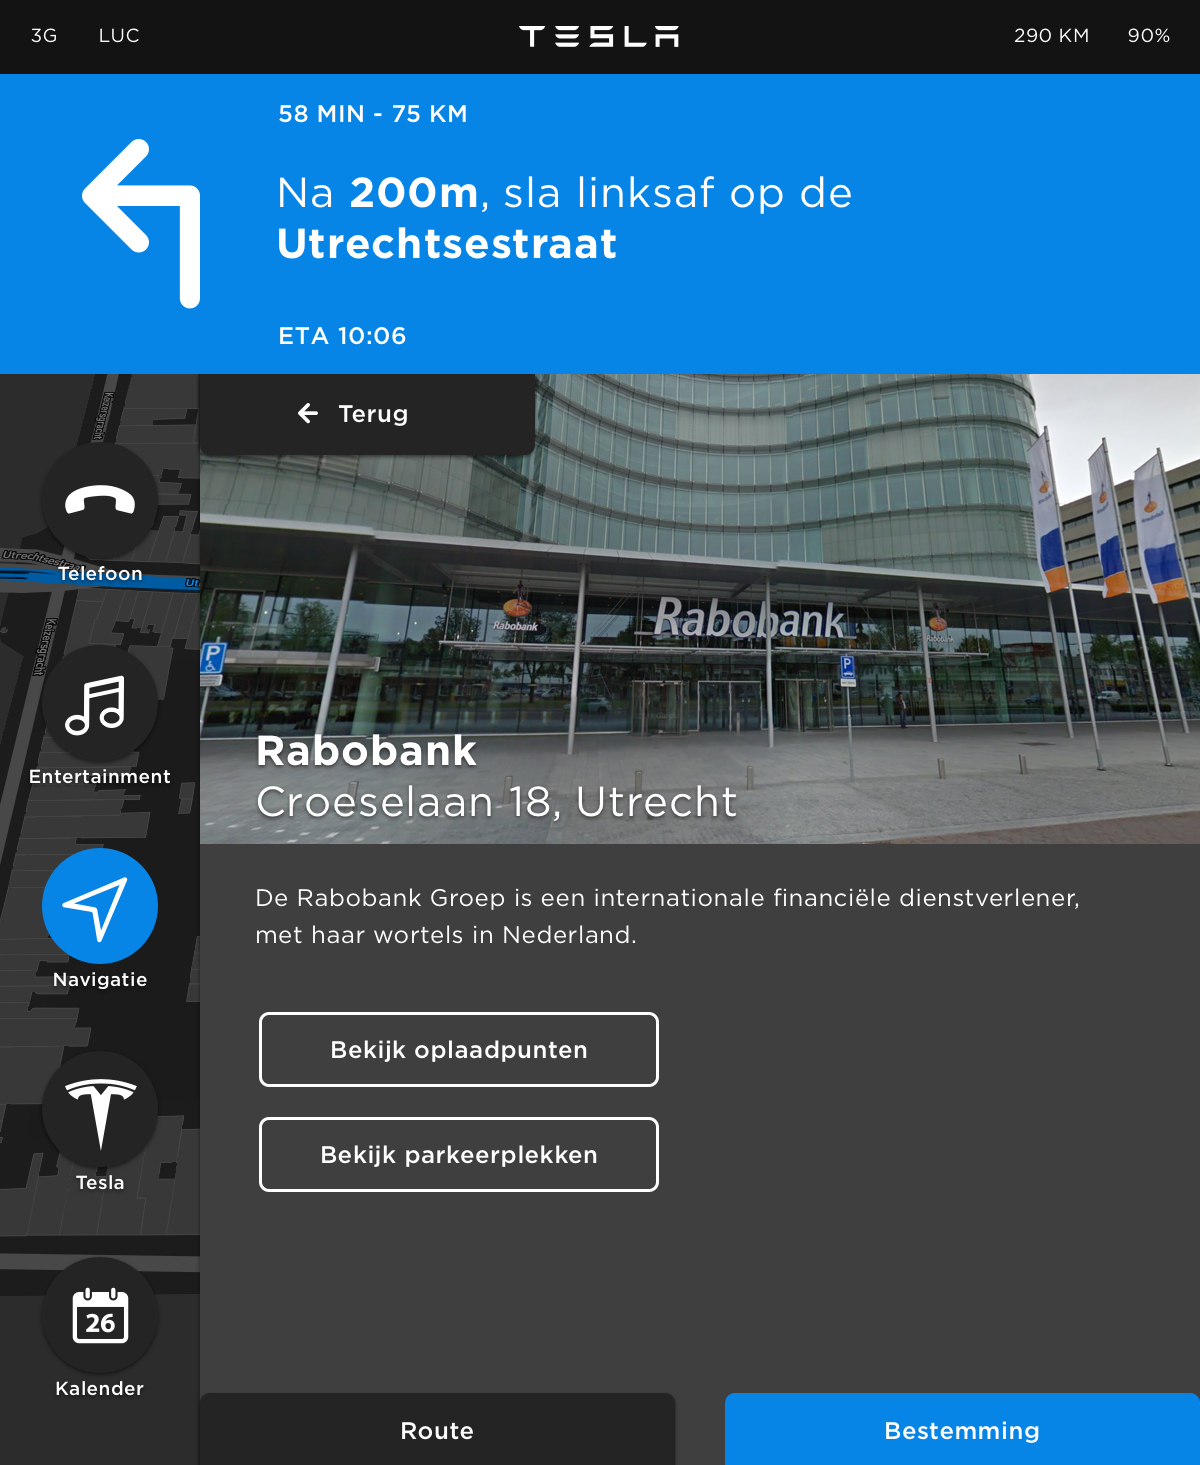 3G
LUC
TESLA
290 KM
90%
58 MIN - 75 KM
Na 200m, sla linksaf op de
Utrechtsestraat
ETA 10:06
Keizersgracht
Terug
Utrechtsestra
Telefoon
Ut
Keizersgracht
Rabobank
Rabobank
Rabobank
P
P
Entertainment
Rabobank
Croeselaan 18, Utrecht
Navigatie
De Rabobank Groep is een internationale financiële dienstverlener,
met haar wortels in Nederland.
Bekijk oplaadpunten
Bekijk parkeerplekken
Tesla
26
Kalender
Route
Bestemming